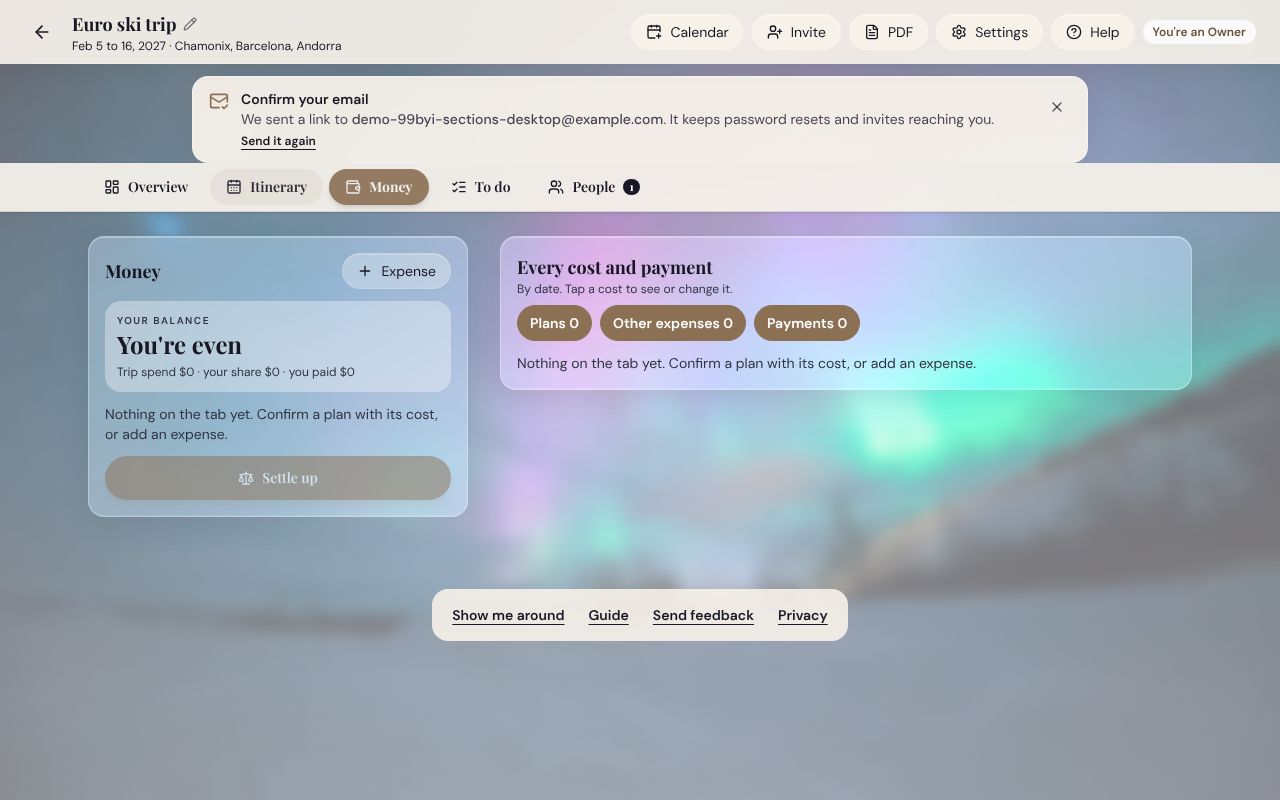 Euro ski trip
Feb 5 to 16, 2027 · Chamonix, Barcelona, Andorra
Calendar
Invite
PDF
Settings
Help
You're an Owner
Confirm your email
We sent a link to demo-99byi-sections-desktop@example.com. It keeps password resets and invites reaching you.
Send it again
Overview
Itinerary
Money
To do
People 1
Money
Expense
YOUR BALANCE
You're even
Trip spend $0 · your share $0 · you paid $0
Nothing on the tab yet. Confirm a plan with its cost,
or add an expense.
Settle up
Every cost and payment
By date. Tap a cost to see or change it.
Plans 0
Other expenses 0
Payments 0
Nothing on the tab yet. Confirm a plan with its cost, or add an expense.
Show me around
Guide
Send feedback
Privacy